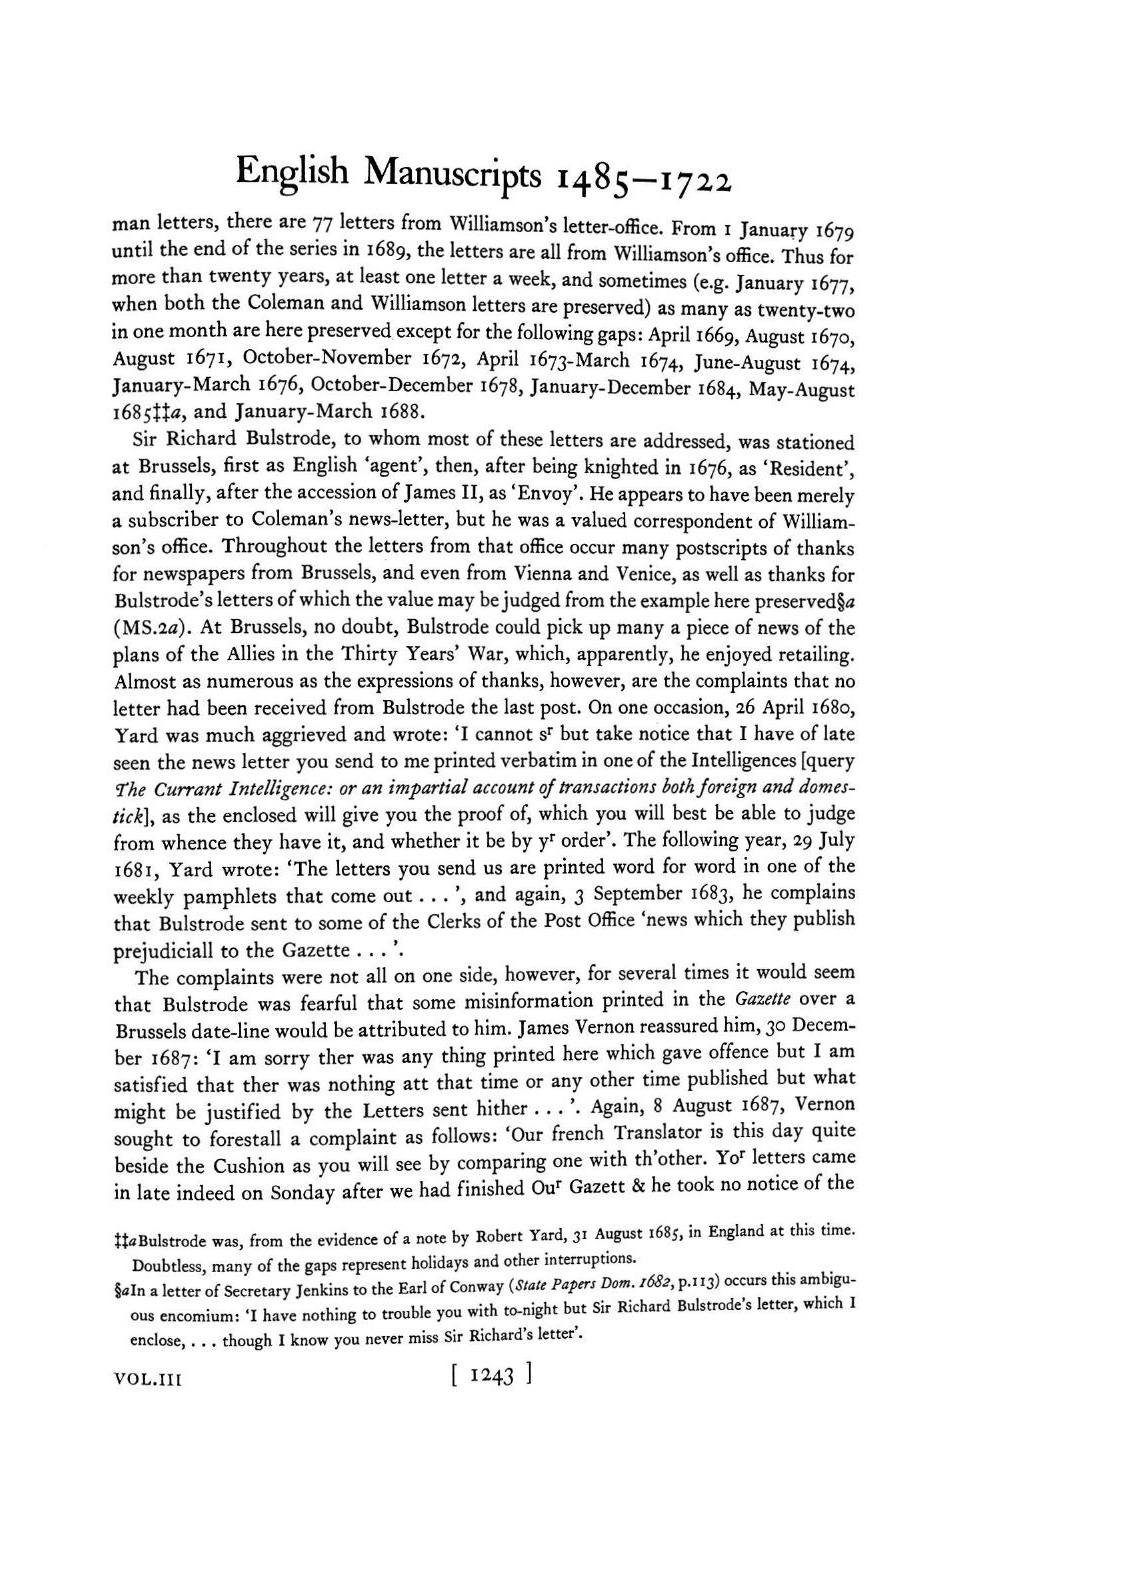 English Manuscripts 1485–1722
man letters, there are 77 letters from Williamson's letter-office. From 1 January 1679
until the end of the series in 1689, the letters are all from Williamson's office. Thus for
more than twenty years, at least one letter a week, and sometimes (e.g. January 1677,
when both the Coleman and Williamson letters are preserved) as many as twenty-two
in one month are here preserved except for the following gaps: April 1669, August 1670,
August 1671, October-November 1672, April 1673-March 1674, June-August 1674,
January-March 1676, October-December 1678, January-December 1684, May-August
1685‡‡a, and January-March 1688.
Sir Richard Bulstrode, to whom most of these letters are addressed, was stationed
at Brussels, first as English 'agent', then, after being knighted in 1676, as 'Resident',
and finally, after the accession of James II, as 'Envoy'. He appears to have been merely
a subscriber to Coleman's news-letter, but he was a valued correspondent of William-
son's office. Throughout the letters from that office occur many postscripts of thanks
for newspapers from Brussels, and even from Vienna and Venice, as well as thanks for
Bulstrode's letters of which the value may be judged from the example here preserved§a
(MS.2a). At Brussels, no doubt, Bulstrode could pick up many a piece of news of the
plans of the Allies in the Thirty Years' War, which, apparently, he enjoyed retailing.
Almost as numerous as the expressions of thanks, however, are the complaints that no
letter had been received from Bulstrode the last post. On one occasion, 26 April 1680,
Yard was much aggrieved and wrote: 'I cannot sʳ but take notice that I have of late
seen the news letter you send to me printed verbatim in one of the Intelligences [query
The Currant Intelligence: or an impartial account of transactions both foreign and domes-
tick], as the enclosed will give you the proof of, which you will best be able to judge
from whence they have it, and whether it be by yʳ order'. The following year, 29 July
1681, Yard wrote: 'The letters you send us are printed word for word in one of the
weekly pamphlets that come out . . . ', and again, 3 September 1683, he complains
that Bulstrode sent to some of the Clerks of the Post Office 'news which they publish
prejudiciall to the Gazette . . . '.
The complaints were not all on one side, however, for several times it would seem
that Bulstrode was fearful that some misinformation printed in the Gazette over a
Brussels date-line would be attributed to him. James Vernon reassured him, 30 Decem-
ber 1687: 'I am sorry ther was any thing printed here which gave offence but I am
satisfied that ther was nothing att that time or any other time published but what
might be justified by the Letters sent hither . . . '. Again, 8 August 1687, Vernon
sought to forestall a complaint as follows: 'Our french Translator is this day quite
beside the Cushion as you will see by comparing one with th'other. Yoʳ letters came
in late indeed on Sonday after we had finished Ouʳ Gazett & he took no notice of the
‡‡aBulstrode was, from the evidence of a note by Robert Yard, 31 August 1685, in England at this time.
Doubtless, many of the gaps represent holidays and other interruptions.
§aIn a letter of Secretary Jenkins to the Earl of Conway (State Papers Dom. 1682, p.113) occurs this ambigu-
ous encomium: 'I have nothing to trouble you with to-night but Sir Richard Bulstrode's letter, which I
enclose, . . . though I know you never miss Sir Richard's letter'.
VOL.III [ 1243 ]